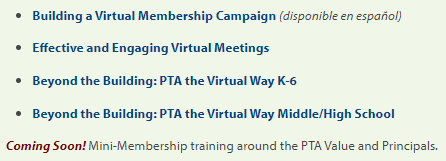 Building a Virtual Membership Campaign (disponible en español)
Effective and Engaging Virtual Meetings
Beyond the Building: PTA the Virtual Way K-6
Beyond the Building: PTA the Virtual Way Middle/High School
Coming Soon! Mini-Membership training around the PTA Value and Principals.